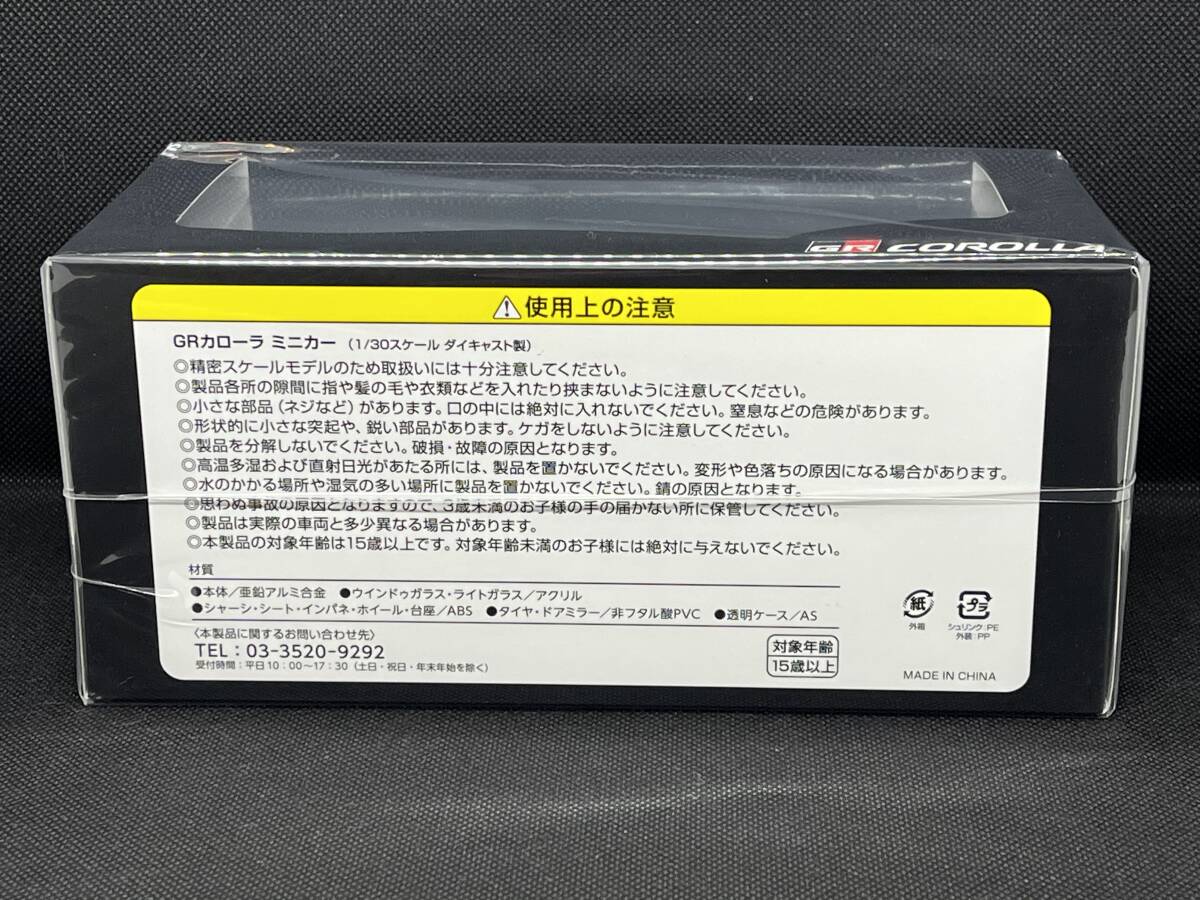 GR COROLLA
⚠使用上の注意
GRカローラ ミニカー （1/30スケール ダイキャスト製）
◎精密スケールモデルのため取扱いには十分注意してください。
◎製品各所の隙間に指や髪の毛や衣類などを入れたり挟まないように注意してください。
◎小さな部品（ネジなど）があります。口の中には絶対に入れないでください。窒息などの危険があります。
◎形状的に小さな突起や、鋭い部品があります。ケガをしないように注意してください。
◎製品を分解しないでください。破損・故障の原因となります。
◎高温多湿および直射日光があたる所には、製品を置かないでください。変形や色落ちの原因になる場合があります。
◎水のかかる場所や湿気の多い場所に製品を置かないでください。錆の原因となります。
◎思わぬ事故の原因となりますので、3歳未満のお子様の手の届かない所に保管してください。
◎製品は実際の車両と多少異なる場合があります。
◎本製品の対象年齢は15歳以上です。対象年齢未満のお子様には絶対に与えないでください。
材質
●本体／亜鉛アルミ合金 ●ウインドゥガラス・ライトガラス／アクリル
●シャーシ・シート・インパネ・ホイール・台座／ABS ●タイヤ・ドアミラー／非フタル酸PVC ●透明ケース／AS
〈本製品に関するお問い合わせ先〉
TEL：03-3520-9292
受付時間：平日10：00〜17：30（土日・祝日・年末年始を除く）
対象年齢
15歳以上
紙
外箱
プラ
シュリンク：PE
外装：PP
MADE IN CHINA